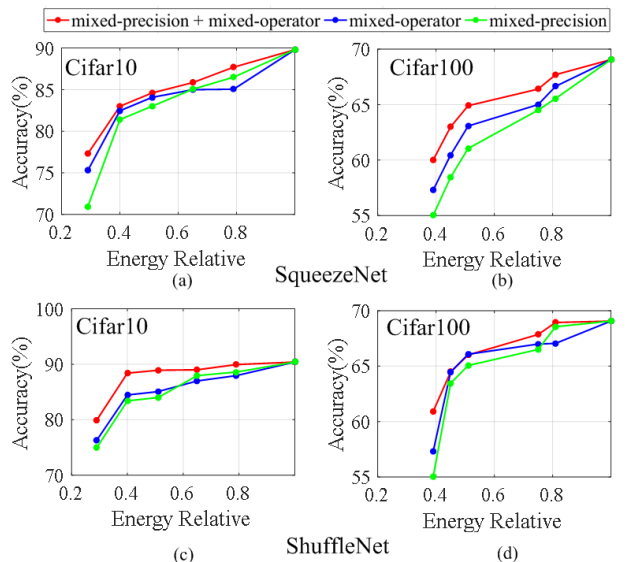 mixed-precision + mixed-operator mixed-operator mixed-precision
90
85
80
75
70
Accuracy(%)
Cifar10
0.2 0.4 0.6 0.8
Energy Relative
(a)
70
65
60
55
Accuracy(%)
Cifar100
0.2 0.4 0.6 0.8
Energy Relative
(b)
SqueezeNet
100
90
80
70
Accuracy(%)
Cifar10
0.2 0.4 0.6 0.8
Energy Relative
(c)
70
65
60
55
Accuracy(%)
Cifar100
0.2 0.4 0.6 0.8
Energy Relative
(d)
ShuffleNet